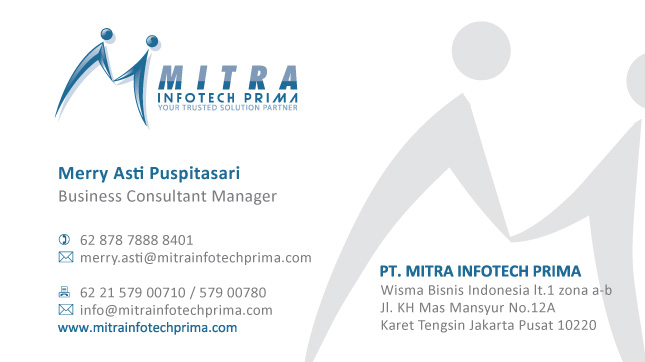 MITRA
INFOTECH PRIMA
YOUR TRUSTED SOLUTION PARTNER
Merry Asti Puspitasari
Business Consultant Manager
62 878 7888 8401
merry.asti@mitrainfotechprima.com
62 21 579 00710 / 579 00780
info@mitrainfotechprima.com
www.mitrainfotechprima.com
PT. MITRA INFOTECH PRIMA
Wisma Bisnis Indonesia lt.1 zona a-b
Jl. KH Mas Mansyur No.12A
Karet Tengsin Jakarta Pusat 10220